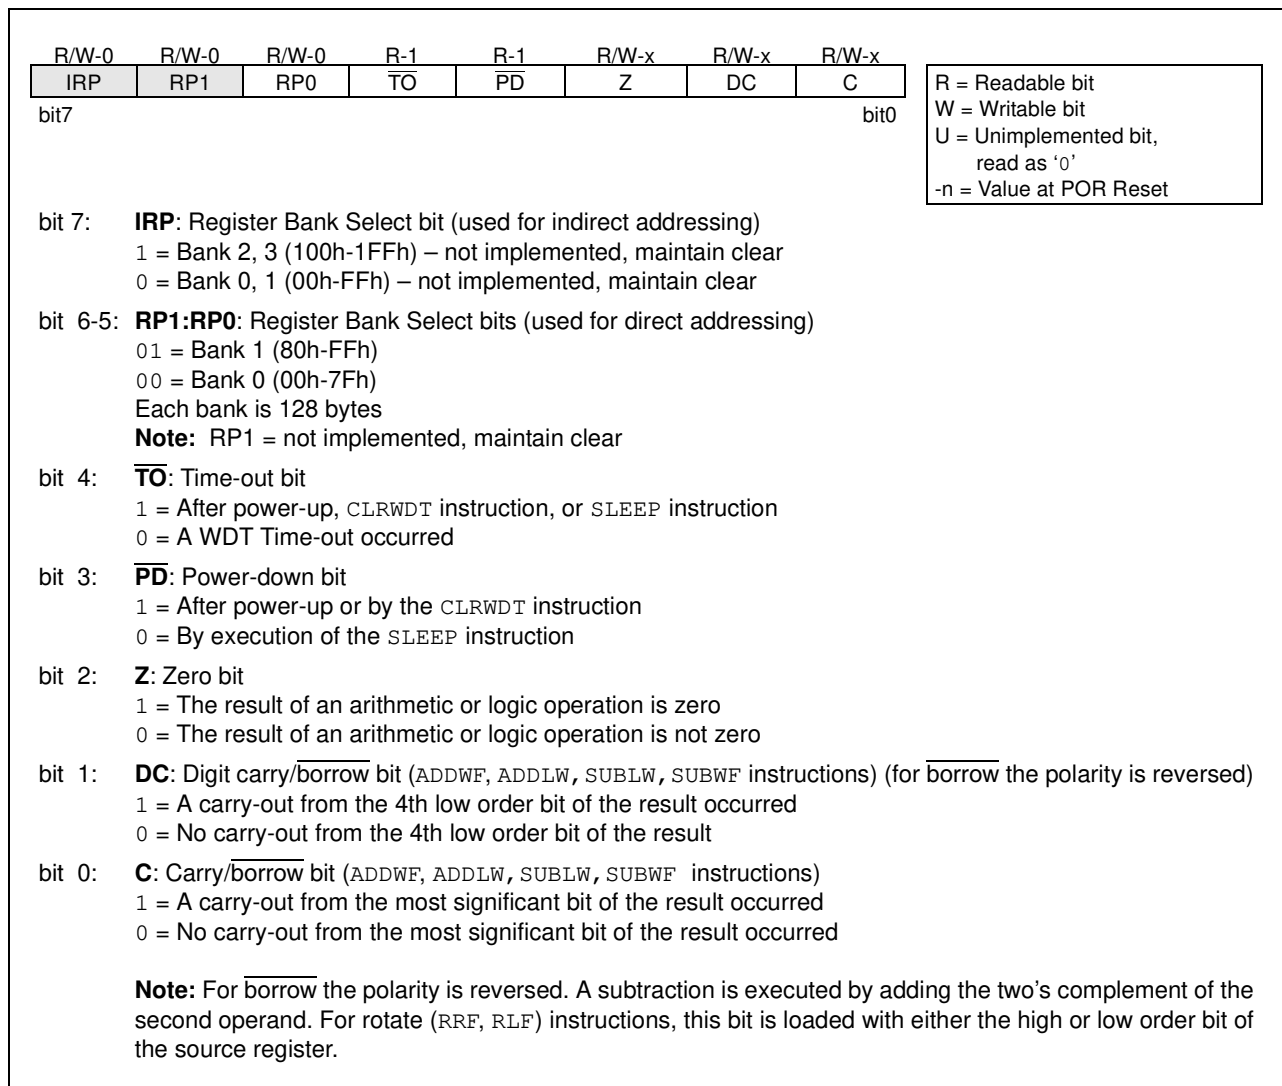 R/W-0 R/W-0 R/W-0 R-1 R-1 R/W-x R/W-x R/W-x
IRP RP1 RP0 T̅O̅ P̅D̅ Z DC C
bit7 bit0
R = Readable bit
W = Writable bit
U = Unimplemented bit,
read as ‘0’
-n = Value at POR Reset
bit 7: IRP: Register Bank Select bit (used for indirect addressing)
1 = Bank 2, 3 (100h-1FFh) – not implemented, maintain clear
0 = Bank 0, 1 (00h-FFh) – not implemented, maintain clear
bit 6-5: RP1:RP0: Register Bank Select bits (used for direct addressing)
01 = Bank 1 (80h-FFh)
00 = Bank 0 (00h-7Fh)
Each bank is 128 bytes
Note: RP1 = not implemented, maintain clear
bit 4: T̅O̅: Time-out bit
1 = After power-up, CLRWDT instruction, or SLEEP instruction
0 = A WDT Time-out occurred
bit 3: P̅D̅: Power-down bit
1 = After power-up or by the CLRWDT instruction
0 = By execution of the SLEEP instruction
bit 2: Z: Zero bit
1 = The result of an arithmetic or logic operation is zero
0 = The result of an arithmetic or logic operation is not zero
bit 1: DC: Digit carry/b̅o̅r̅r̅o̅w̅ bit (ADDWF, ADDLW, SUBLW, SUBWF instructions) (for b̅o̅r̅r̅o̅w̅ the polarity is reversed)
1 = A carry-out from the 4th low order bit of the result occurred
0 = No carry-out from the 4th low order bit of the result
bit 0: C: Carry/b̅o̅r̅r̅o̅w̅ bit (ADDWF, ADDLW, SUBLW, SUBWF instructions)
1 = A carry-out from the most significant bit of the result occurred
0 = No carry-out from the most significant bit of the result occurred
Note: For b̅o̅r̅r̅o̅w̅ the polarity is reversed. A subtraction is executed by adding the two’s complement of the
second operand. For rotate (RRF, RLF) instructions, this bit is loaded with either the high or low order bit of
the source register.